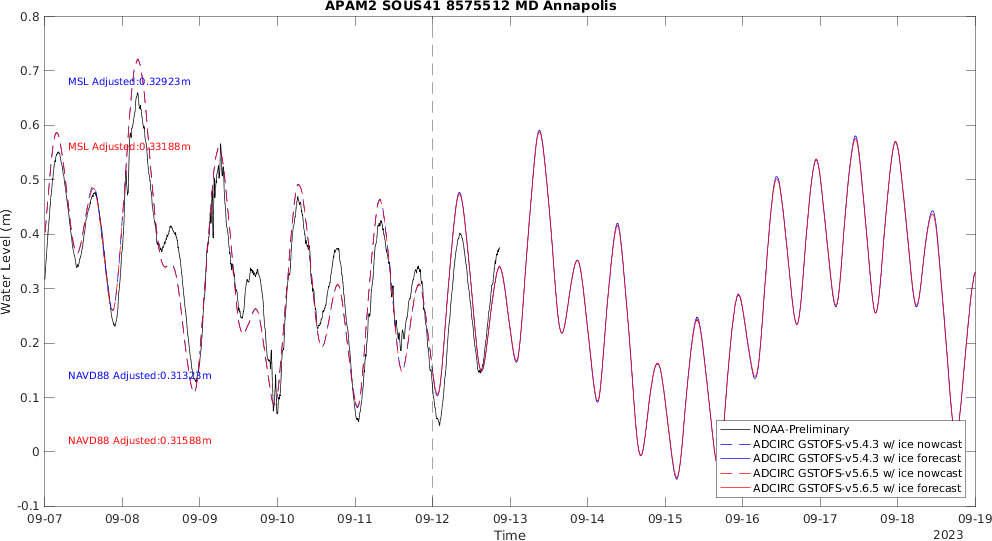 APAM2 SOUS41 8575512 MD Annapolis
0.8
0.7
0.6
0.5
0.4
0.3
0.2
0.1
0
-0.1
Water Level (m)
MSL Adjusted:0.32923m
MSL Adjusted:0.33188m
NAVD88 Adjusted:0.31323m
NAVD88 Adjusted:0.31588m
NOAA-Preliminary
ADCIRC GSTOFS-v5.4.3 w/ ice nowcast
ADCIRC GSTOFS-v5.4.3 w/ ice forecast
ADCIRC GSTOFS-v5.6.5 w/ ice nowcast
ADCIRC GSTOFS-v5.6.5 w/ ice forecast
09-07 09-08 09-09 09-10 09-11 09-12 09-13 09-14 09-15 09-16 09-17 09-18 09-19
Time
2023